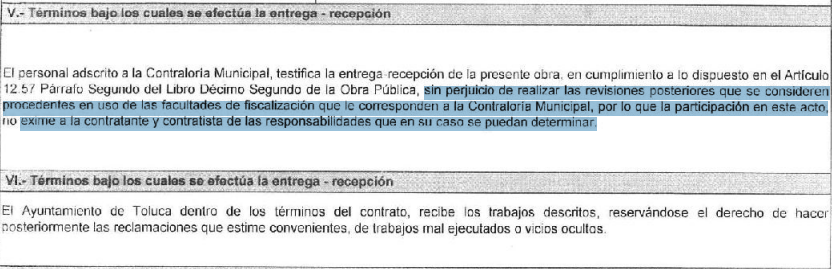 V.- Términos bajo los cuales se efectúa la entrega - recepción
El personal adscrito a la Contraloría Municipal, testifica la entrega-recepción de la presente obra, en cumplimiento a lo dispuesto en el Artículo
12.57 Párrafo Segundo del Libro Décimo Segundo de la Obra Pública, sin perjuicio de realizar las revisiones posteriores que se consideren
procedentes en uso de las facultades de fiscalización que le corresponden a la Contraloría Municipal, por lo que la participación en este acto,
no exime a la contratante y contratista de las responsabilidades que en su caso se puedan determinar.
VI.- Términos bajo los cuales se efectúa la entrega - recepción
El Ayuntamiento de Toluca dentro de los términos del contrato, recibe los trabajos descritos, reservándose el derecho de hacer
posteriormente las reclamaciones que estime convenientes, de trabajos mal ejecutados o vicios ocultos.